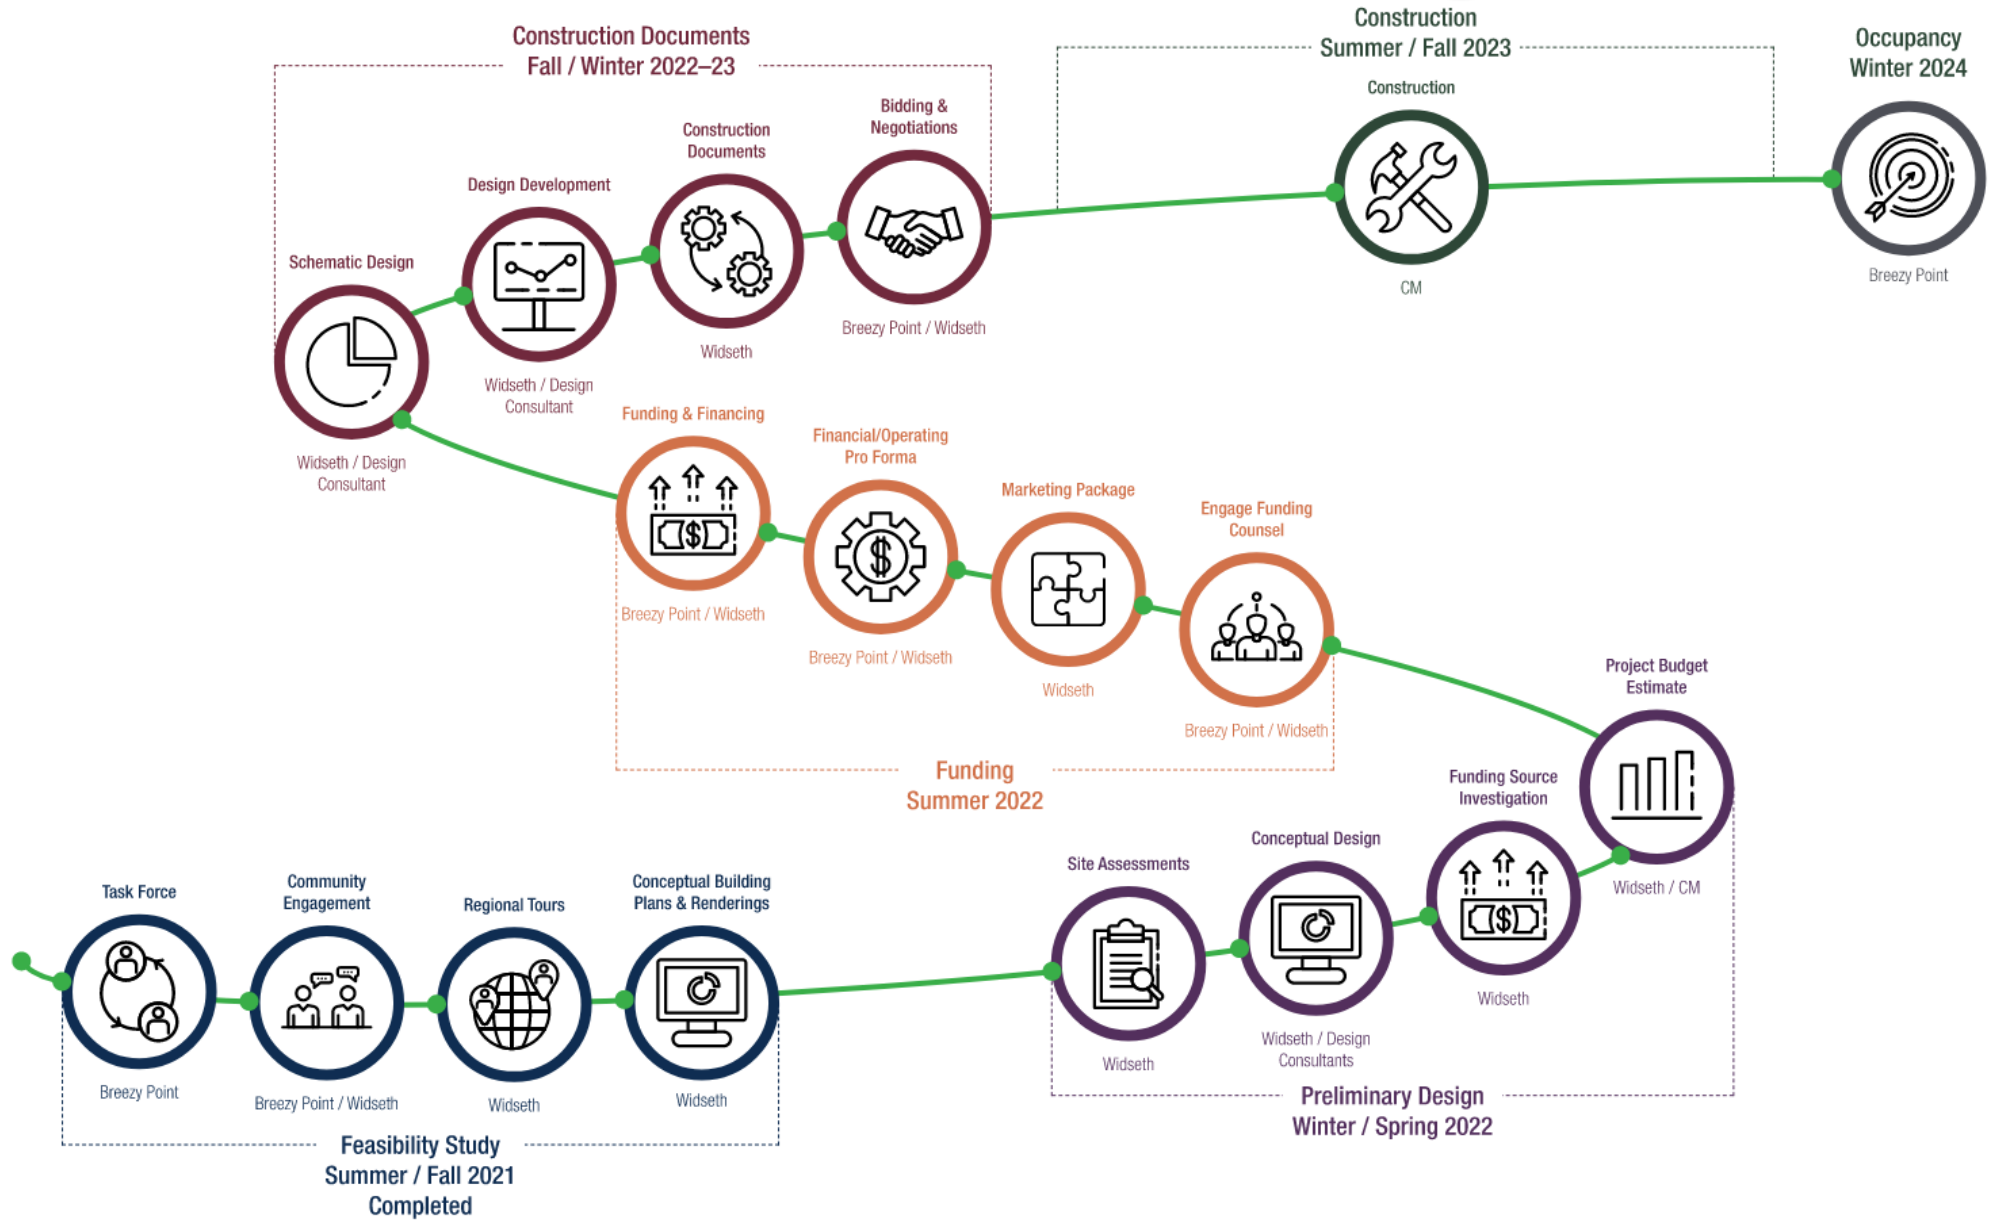 Construction Documents
Fall / Winter 2022–23
Construction
Summer / Fall 2023
Occupancy
Winter 2024
Schematic Design
Widseth / Design
Consultant
Design Development
Widseth / Design
Consultant
Construction
Documents
Widseth
Bidding &
Negotiations
Breezy Point / Widseth
Construction
CM
Breezy Point
Funding & Financing
Breezy Point / Widseth
Financial/Operating
Pro Forma
Breezy Point / Widseth
Marketing Package
Widseth
Engage Funding
Counsel
Breezy Point / Widseth
Funding
Summer 2022
Project Budget
Estimate
Widseth / CM
Funding Source
Investigation
Widseth
Conceptual Design
Widseth / Design
Consultants
Site Assessments
Widseth
Preliminary Design
Winter / Spring 2022
Task Force
Breezy Point
Community
Engagement
Breezy Point / Widseth
Regional Tours
Widseth
Conceptual Building
Plans & Renderings
Widseth
Feasibility Study
Summer / Fall 2021
Completed
$
$
$